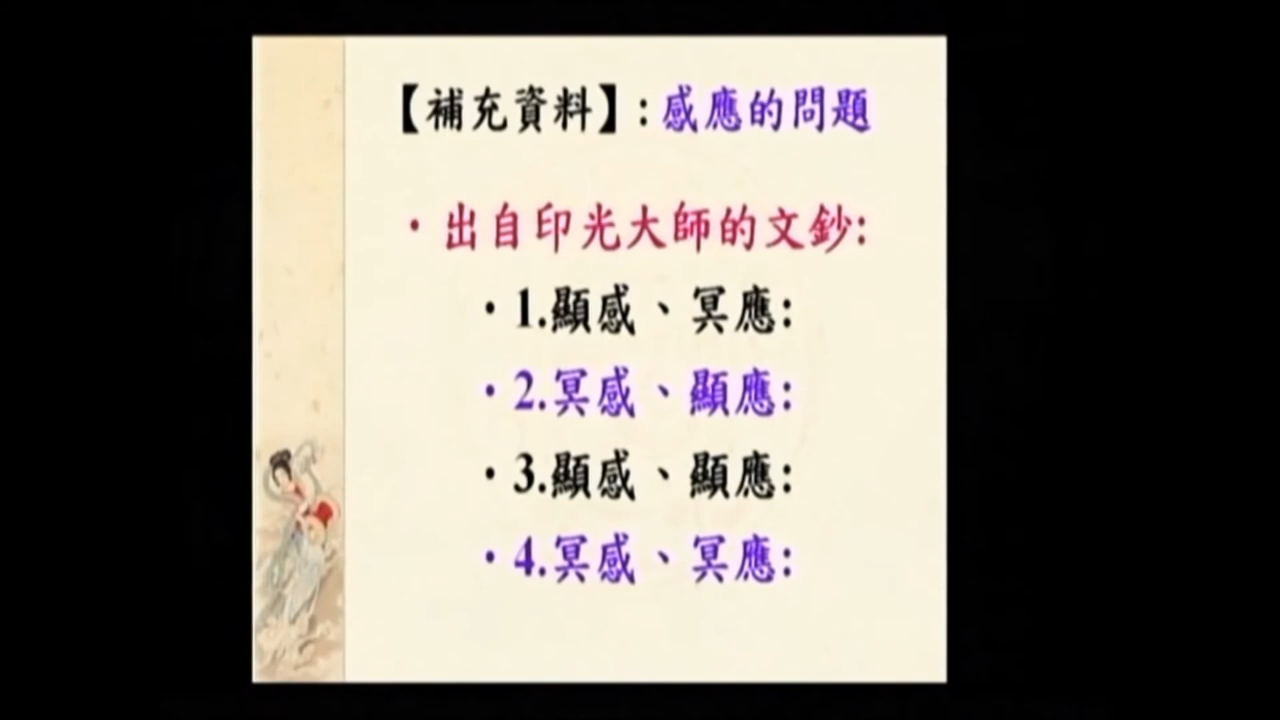 【補充資料】：感應的問題
・出自印光大師的文鈔：
・1.顯感、冥應：
・2.冥感、顯應：
・3.顯感、顯應：
・4.冥感、冥應：